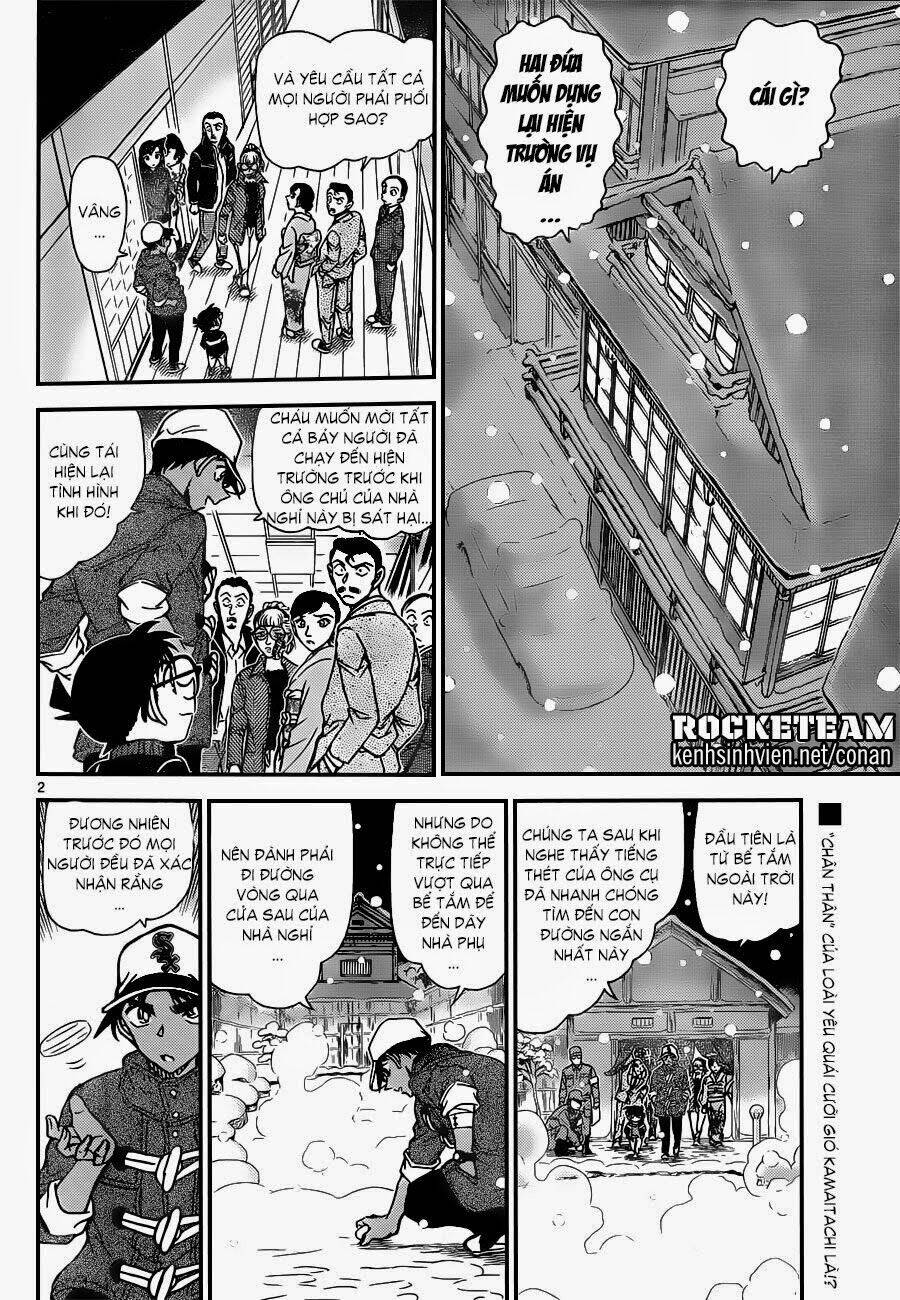 CÁI GÌ?
HAI ĐỨA
MUỐN DỰNG
LẠI HIỆN
TRƯỜNG VỤ
ÁN
...
VÀ YÊU CẦU TẤT CẢ
MỌI NGƯỜI PHẢI PHỐI
HỢP SAO?
VÂNG
...
CHÁU MUỐN MỜI TẤT
CẢ BẢY NGƯỜI ĐÃ
CHẠY ĐẾN HIỆN
TRƯỜNG TRƯỚC KHI
ÔNG CHỦ CỦA NHÀ
NGHỈ NÀY BỊ SÁT HẠI...
CÙNG TÁI
HIỆN LẠI
TÌNH HÌNH
KHI ĐÓ!
ROCKETEAM
kenhsinhvien.net/conan
2
"CHÂN THÂN" CỦA LOÀI YÊU QUÁI CƯỠI GIÓ KAMAITACHI LÀ!?
ĐẦU TIÊN LÀ
TỪ BỂ TẮM
NGOÀI TRỜI
NÀY!
CHÚNG TA SAU KHI
NGHE THẤY TIẾNG
THÉT CỦA ÔNG CỤ
ĐÃ NHANH CHÓNG
TÌM ĐẾN CON
ĐƯỜNG NGẮN
NHẤT NÀY
...
NHƯNG DO
KHÔNG THỂ
TRỰC TIẾP
VƯỢT QUA
BỂ TẮM ĐỂ
ĐẾN DÃY
NHÀ PHỤ
...
NÊN ĐÀNH PHẢI
ĐI ĐƯỜNG
VÒNG QUA
CỬA SAU CỦA
NHÀ NGHỈ
...
ĐƯƠNG NHIÊN
TRƯỚC ĐÓ MỌI
NGƯỜI ĐỀU ĐÃ XÁC
NHẬN RẰNG
...